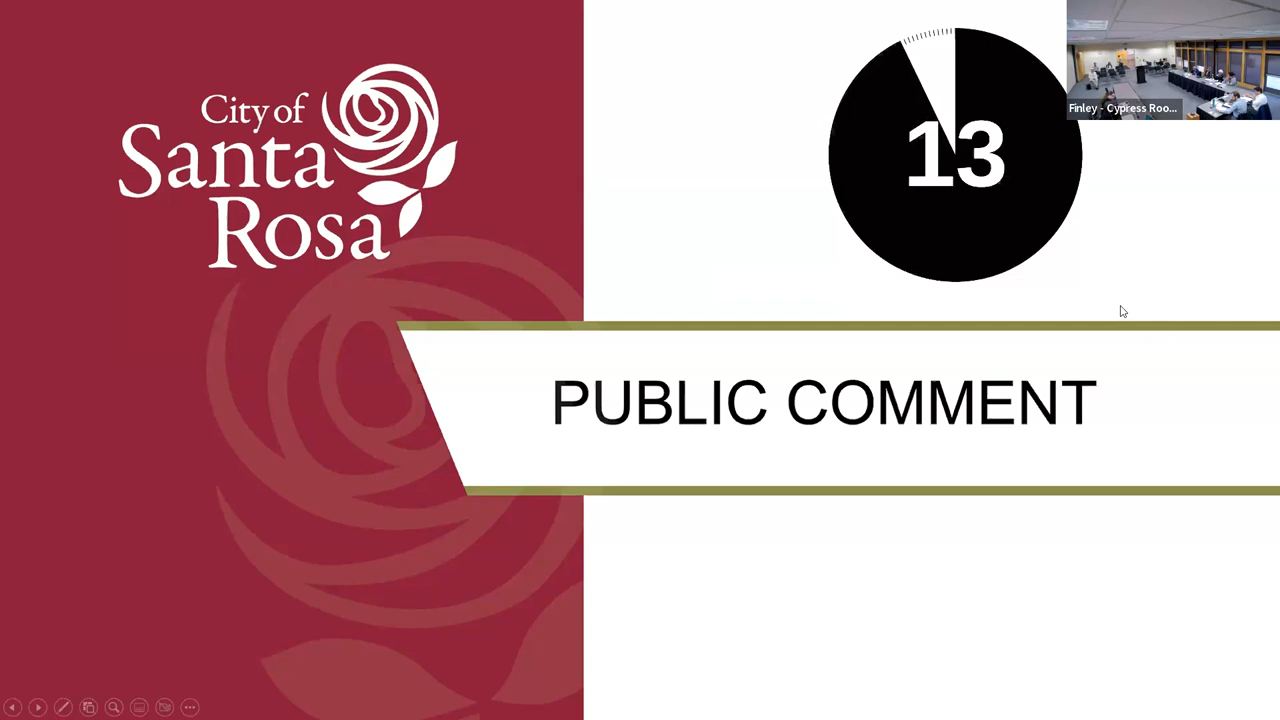 City of
Santa
Rosa
13
Finley - Cypress Roo...
PUBLIC COMMENT